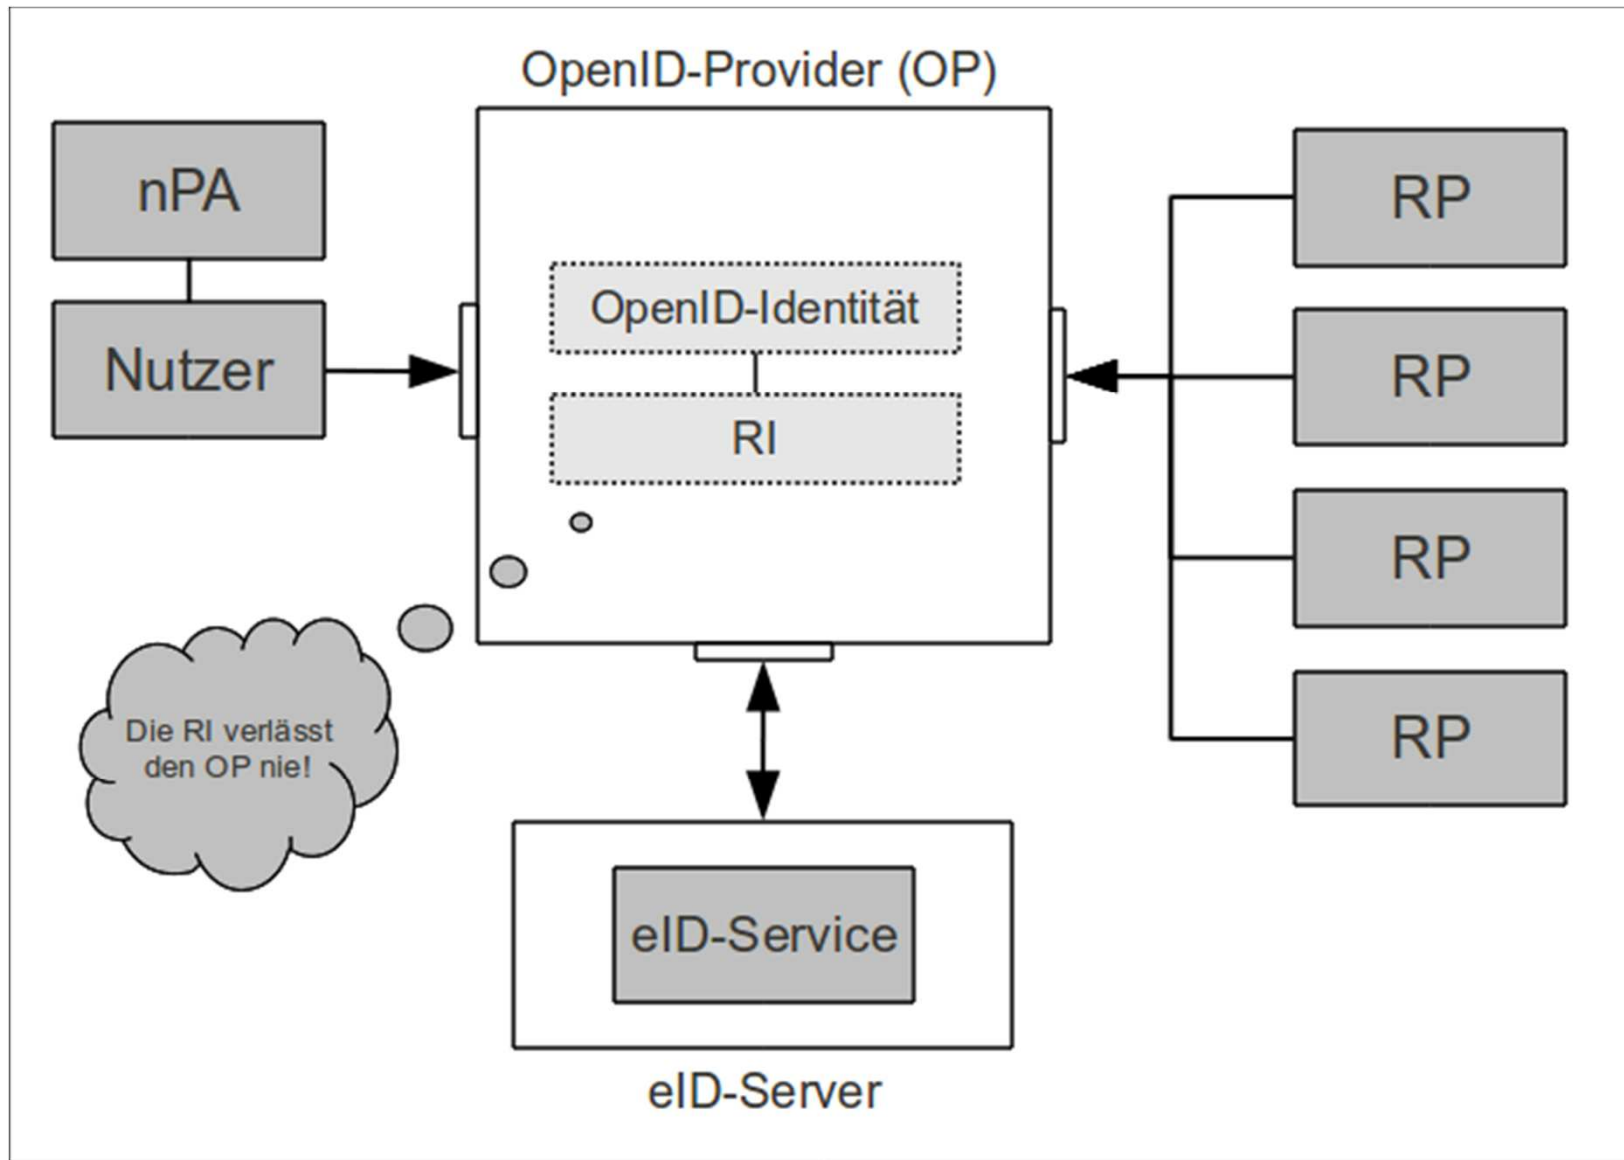 OpenID-Provider (OP)
nPA
Nutzer
OpenID-Identität
RI
RP
RP
RP
RP
Die RI verlässt
den OP nie!
eID-Service
eID-Server